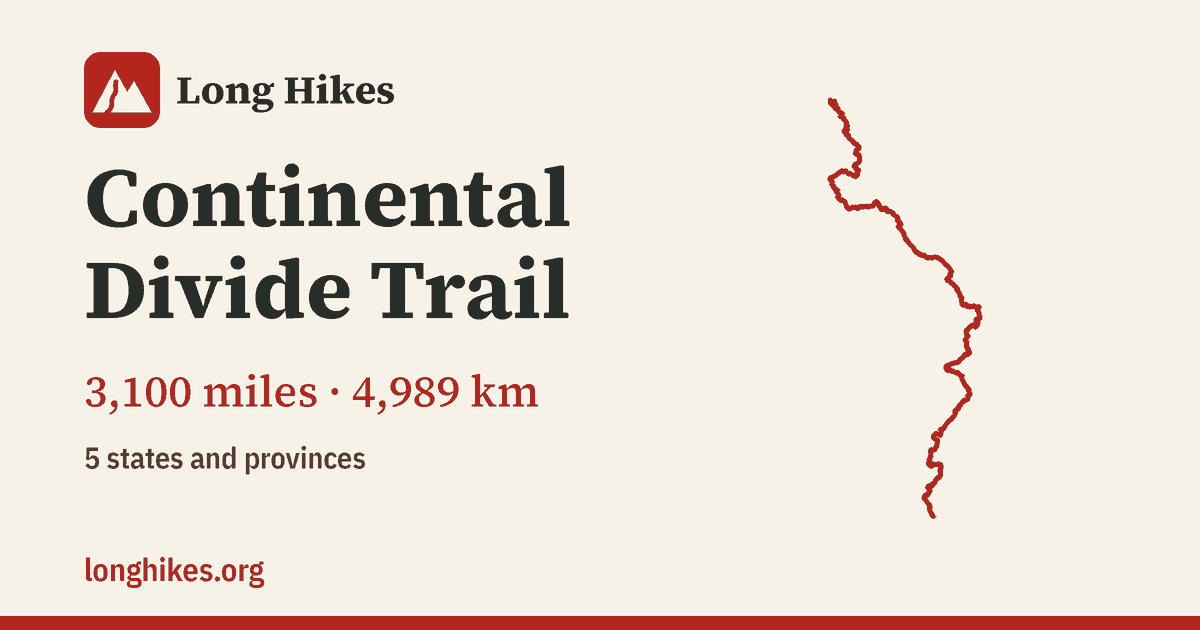 Long Hikes
Continental
Divide Trail
3,100 miles · 4,989 km
5 states and provinces
longhikes.org